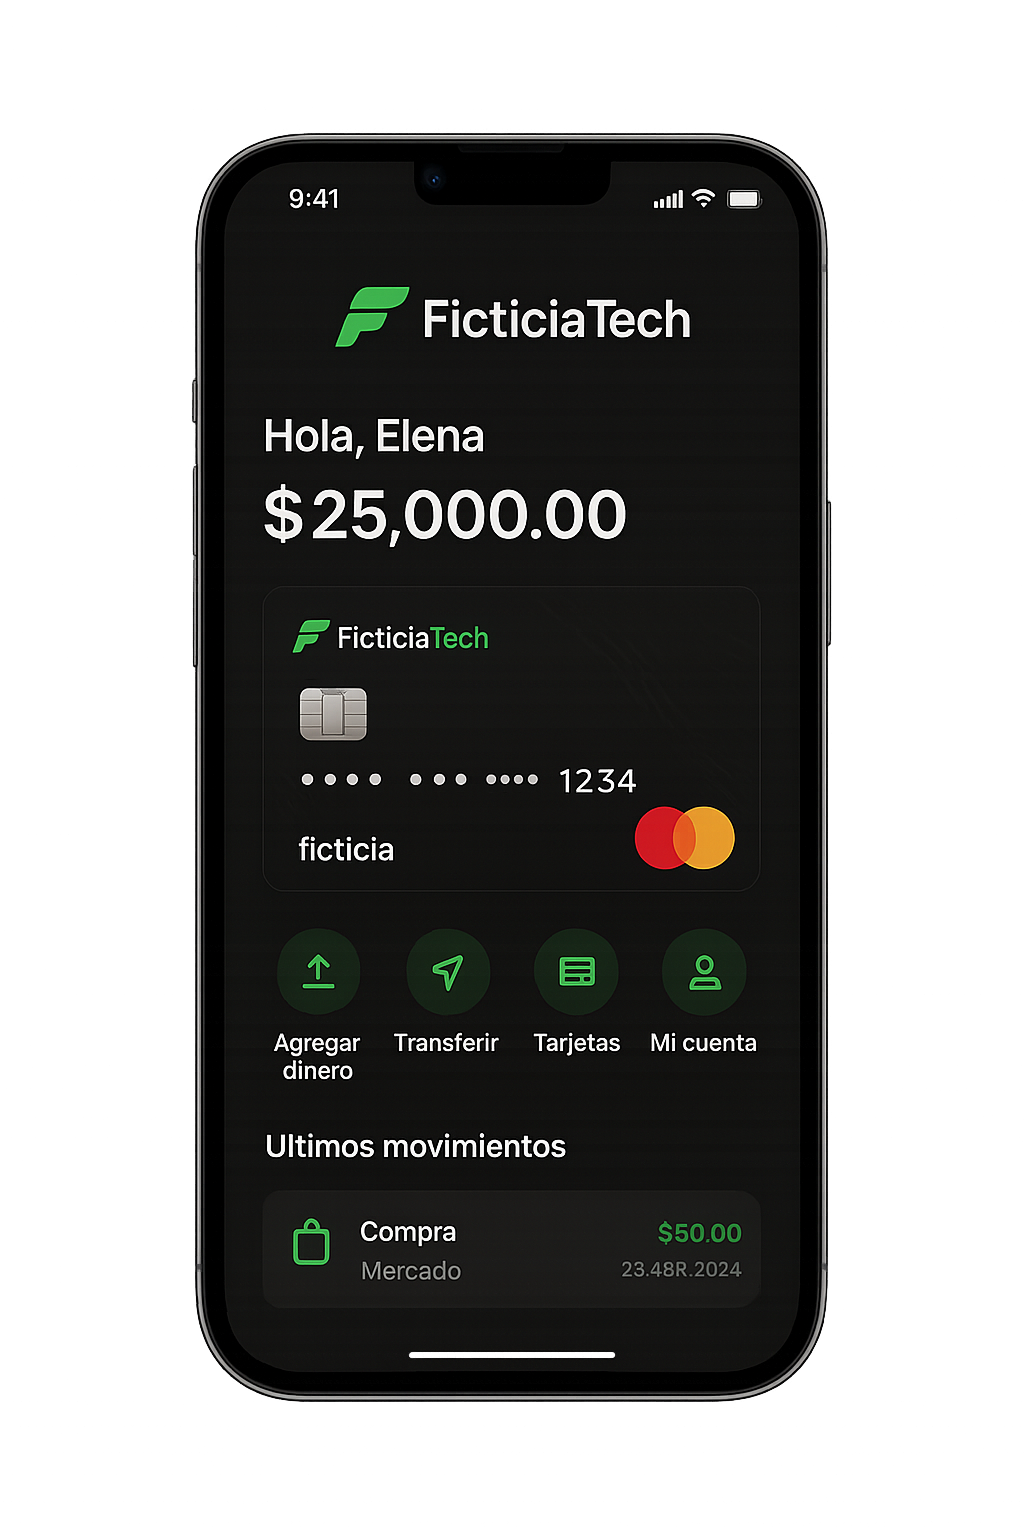 9:41
FicticiaTech
Hola, Elena
$25,000.00
FicticiaTech
•••• ••• •••• 1234
ficticia
Agregar dinero
Transferir
Tarjetas
Mi cuenta
Ultimos movimientos
Compra
$50.00
Mercado
23.48R.2024